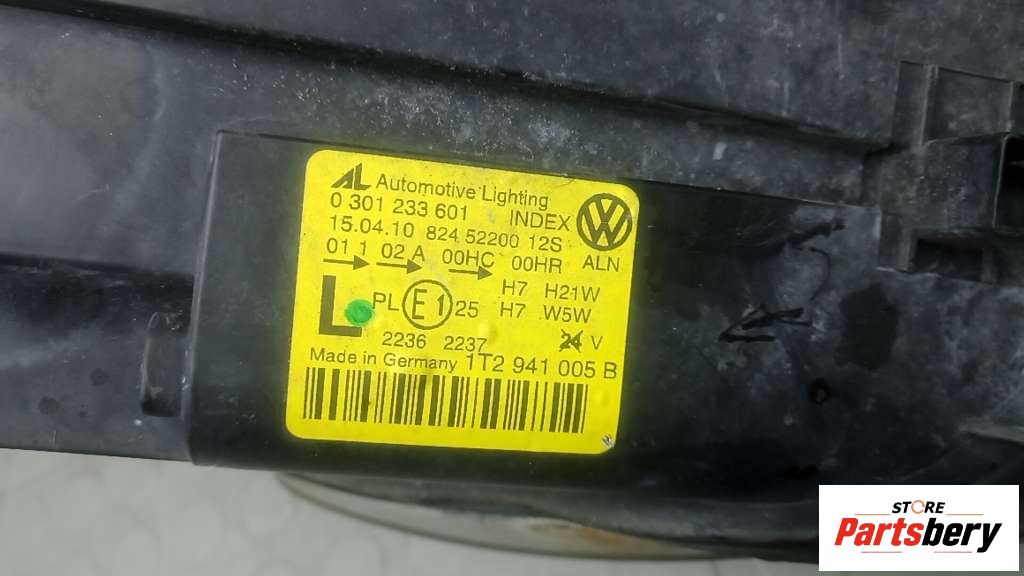 AL Automotive Lighting
0 301 233 601 INDEX
15.04.10 824 52200 12S
01 1 02 A 00HC 00HR ALN
H7 H21W
L PL E1 25 H7 W5W
2236 2237 24 V
Made in Germany 1T2 941 005 B
STORE
Partsbery